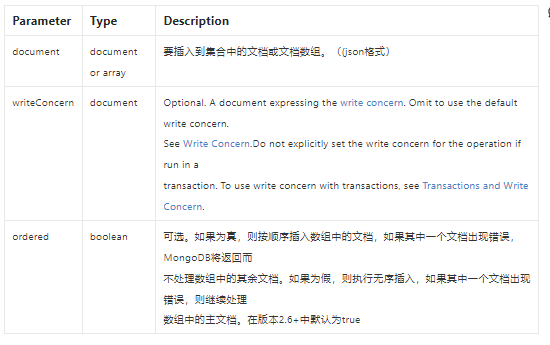 Parameter Type Description
document document or array 要插入到集合中的文档或文档数组。（(json格式）
writeConcern document Optional. A document expressing the write concern. Omit to use the default
write concern.
See Write Concern.Do not explicitly set the write concern for the operation if
run in a
transaction. To use write concern with transactions, see Transactions and Write
Concern.
ordered boolean 可选。如果为真，则按顺序插入数组中的文档，如果其中一个文档出现错误，
MongoDB将返回而
不处理数组中的其余文档。如果为假，则执行无序插入，如果其中一个文档出现
错误，则继续处理
数组中的主文档。在版本2.6+中默认为true